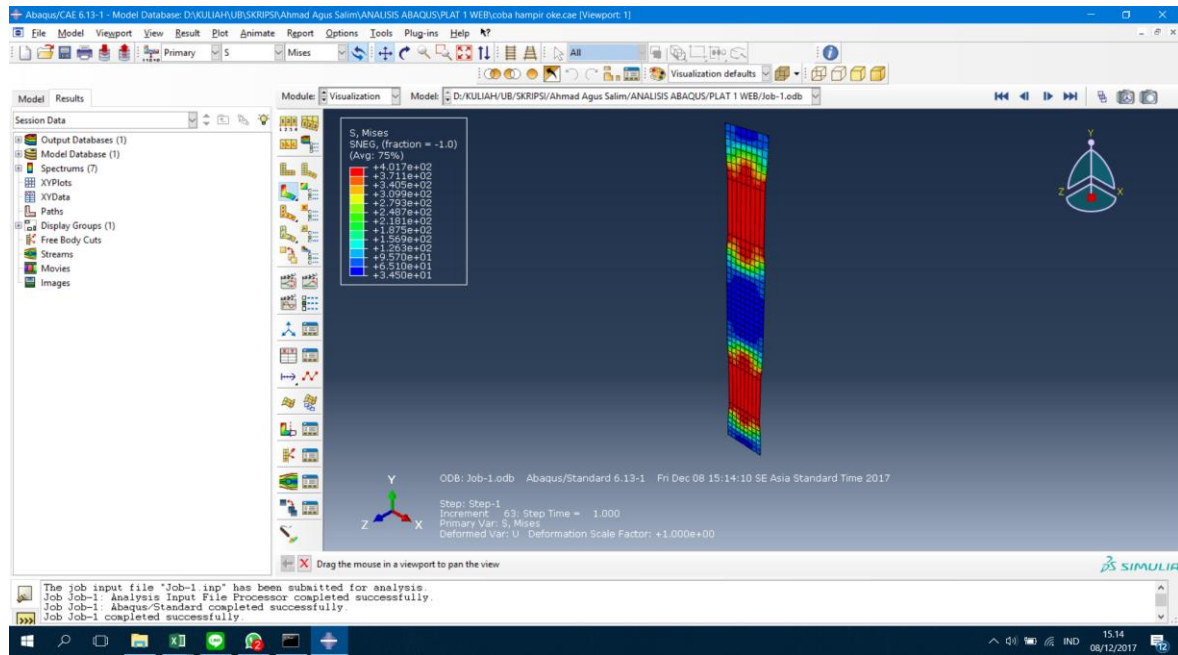 Abaqus/CAE 6.13-1 - Model Database: D:\KULIAH\UB\SKRIPSI\Ahmad Agus Salim\ANALISIS ABAQUS\PLAT 1 WEB\coba hampir oke.cae [Viewport: 1]
File Model Viewport View Result Plot Animate Report Options Tools Plug-ins Help
Primary S Mises All
Visualization defaults
Model Results
Module: Visualization Model: D:/KULIAH/UB/SKRIPSI/Ahmad Agus Salim/ANALISIS ABAQUS/PLAT 1 WEB/Job-1.odb
Session Data
Output Databases (1)
Model Database (1)
Spectrums (7)
XYPlots
XYData
Paths
Display Groups (1)
Free Body Cuts
Streams
Movies
Images
S, Mises
SNEG, (fraction = -1.0)
(Avg: 75%)
+4.017e+02
+3.711e+02
+3.405e+02
+3.099e+02
+2.793e+02
+2.487e+02
+2.181e+02
+1.875e+02
+1.569e+02
+1.263e+02
+9.570e+01
+6.510e+01
+3.450e+01
Y
Z X
Y
Z X
ODB: Job-1.odb Abaqus/Standard 6.13-1 Fri Dec 08 15:14:10 SE Asia Standard Time 2017
Step: Step-1
Increment 63: Step Time = 1.000
Primary Var: S, Mises
Deformed Var: U Deformation Scale Factor: +1.000e+00
Drag the mouse in a viewport to pan the view
SIMULIA
The job input file "Job-1.inp" has been submitted for analysis.
Job Job-1: Analysis Input File Processor completed successfully.
Job Job-1: Abaqus/Standard completed successfully.
Job Job-1 completed successfully.
IND
15.14
08/12/2017